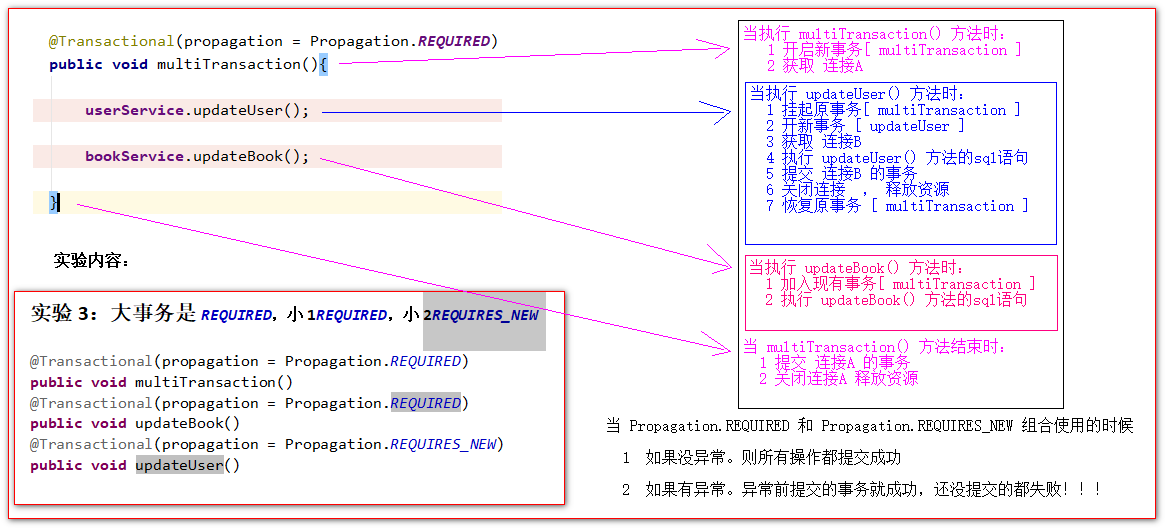 @Transactional(propagation = Propagation.REQUIRED)
public void multiTransaction(){
userService.updateUser();
bookService.updateBook();
}
实验内容：
实验 3：大事务是 REQUIRED，小 1REQUIRED，小 2REQUIRES_NEW
@Transactional(propagation = Propagation.REQUIRED)
public void multiTransaction()
@Transactional(propagation = Propagation.REQUIRED)
public void updateBook()
@Transactional(propagation = Propagation.REQUIRES_NEW)
public void updateUser()
当执行 multiTransaction() 方法时：
1 开启新事务[ multiTransaction ]
2 获取 连接A
当执行 updateUser() 方法时：
1 挂起原事务[ multiTransaction ]
2 开新事务 [ updateUser ]
3 获取 连接B
4 执行 updateUser() 方法的sql语句
5 提交 连接B 的事务
6 关闭连接 ， 释放资源
7 恢复原事务 [ multiTransaction ]
当执行 updateBook() 方法时：
1 加入现有事务[ multiTransaction ]
2 执行 updateBook() 方法的sql语句
当 multiTransaction() 方法结束时：
1 提交 连接A 的事务
2 关闭连接A 释放资源
当 Propagation.REQUIRED 和 Propagation.REQUIRES_NEW 组合使用的时候
1 如果没异常。则所有操作都提交成功
2 如果有异常。异常前提交的事务就成功，还没提交的都失败！！！